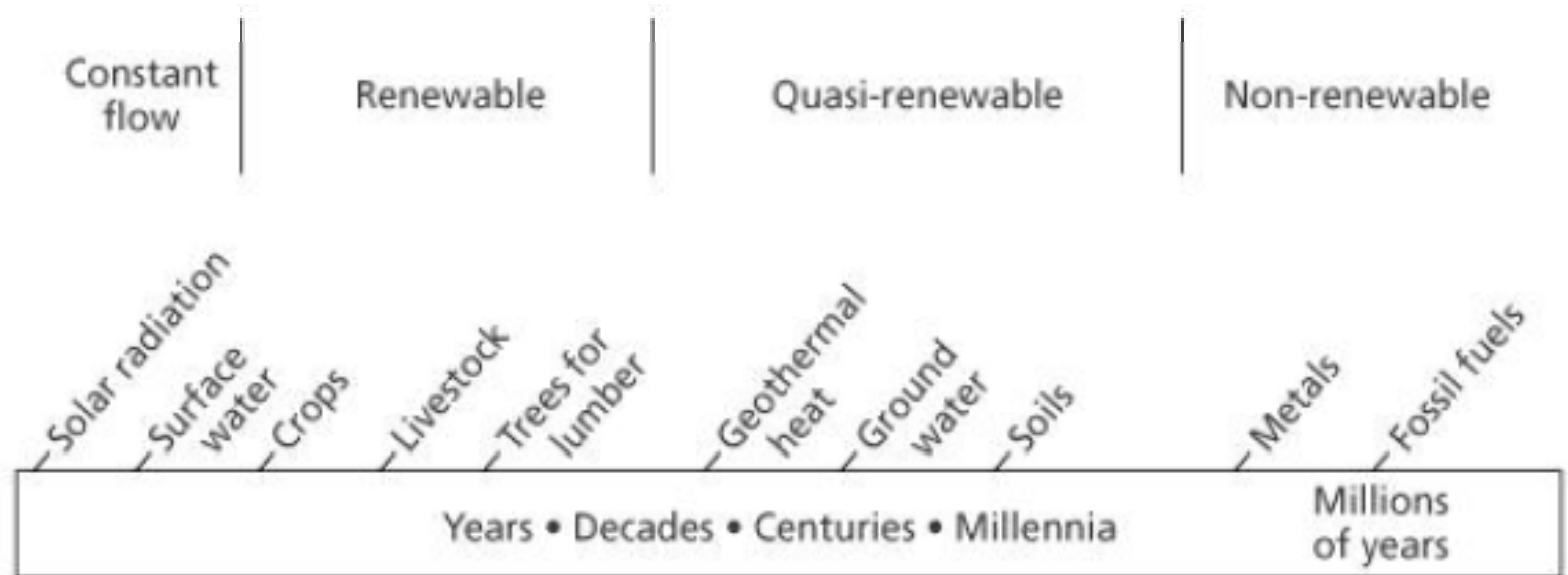 Constant
flow
Renewable
Quasi-renewable
Non-renewable
Solar radiation
Surface
water
Crops
Livestock
Trees for
lumber
Geothermal
heat
Ground
water
Soils
Metals
Fossil fuels
Years • Decades • Centuries • Millennia
Millions
of years